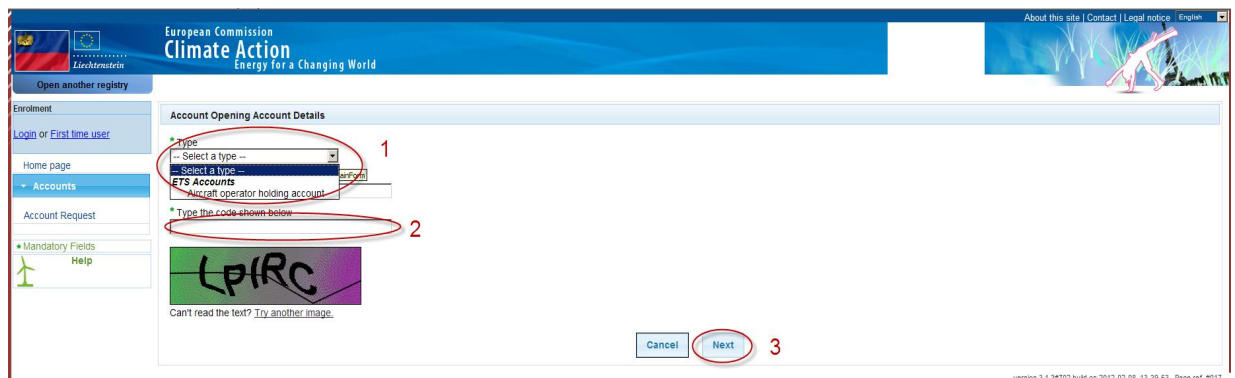 About this site | Contact | Legal notice English
European Commission
Climate Action
Energy for a Changing World
Liechtenstein
Open another registry
Enrolment
Login or First time user
Home page
Accounts
Account Request
Mandatory Fields
Help
Account Opening Account Details
* Type
-- Select a type --
-- Select a type --
ETS Accounts
Aircraft operator holding account
1
* Type the code shown below
2
LPIRC
Can't read the text? Try another image.
Cancel Next 3